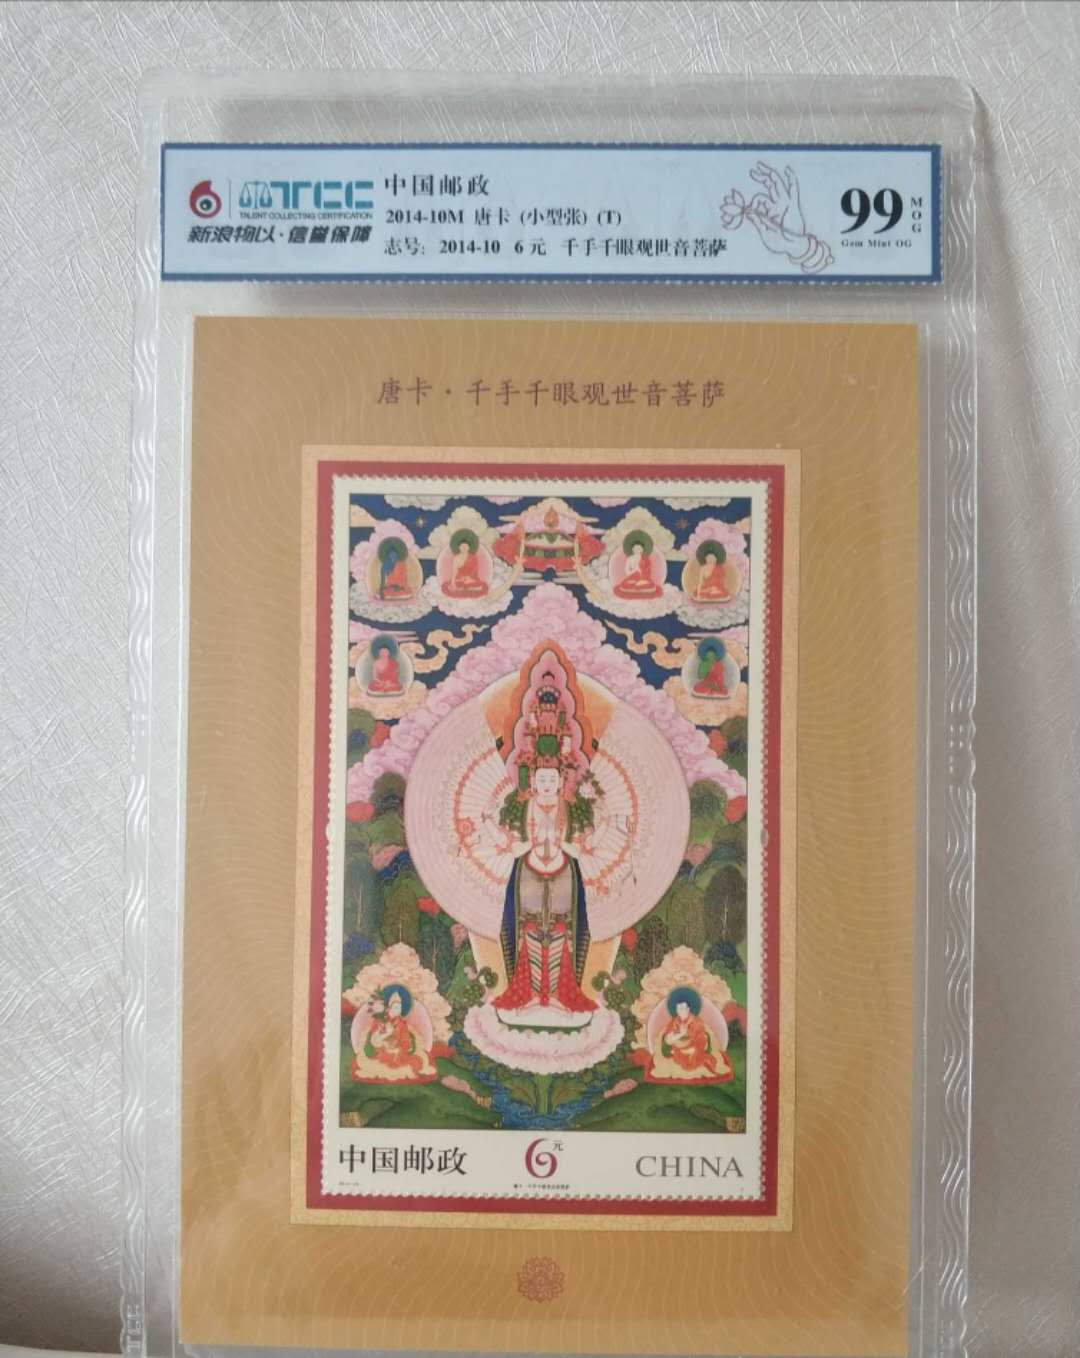 TCC
TALENT COLLECTING CERTIFICATION
新浪物以·信誉保障
中国邮政
2014-10M 唐卡 (小型张) (T)
志号: 2014-10 6 元 千手千眼观世音菩萨
99
MOG
Gem Mint OG
唐卡·千手千眼观世音菩萨
中国邮政
6元
CHINA